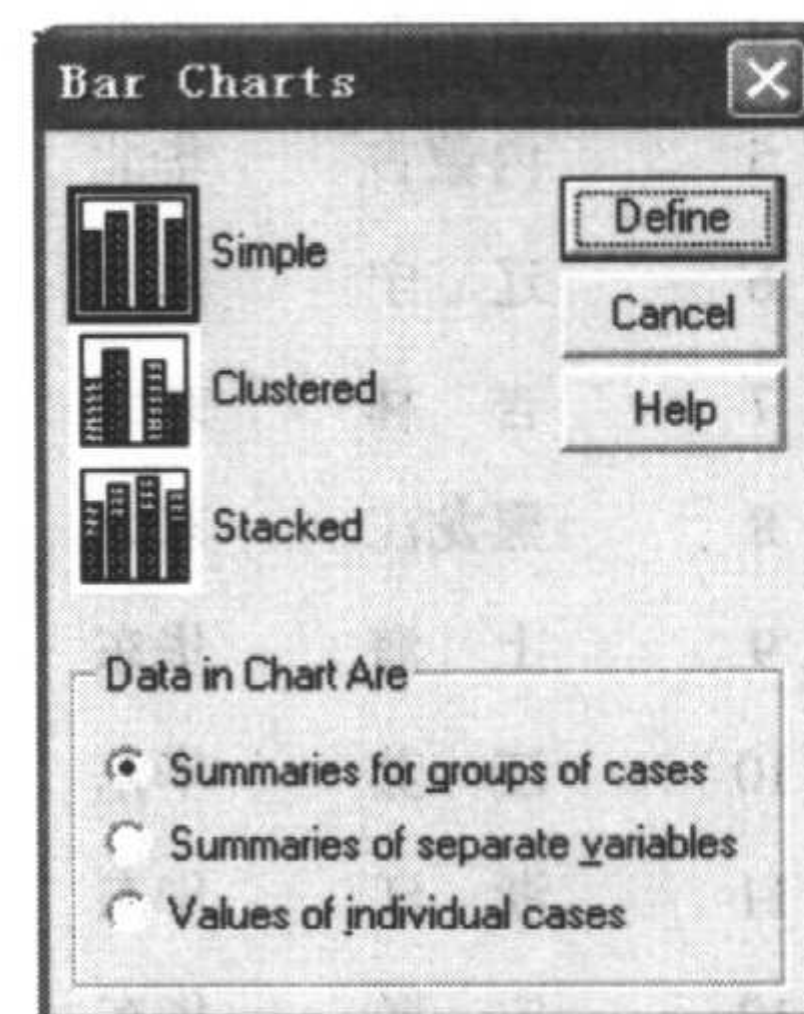 Bar Charts
Simple
Define
Cancel
Clustered
Help
Stacked
Data in Chart Are
Summaries for groups of cases
Summaries of separate variables
Values of individual cases